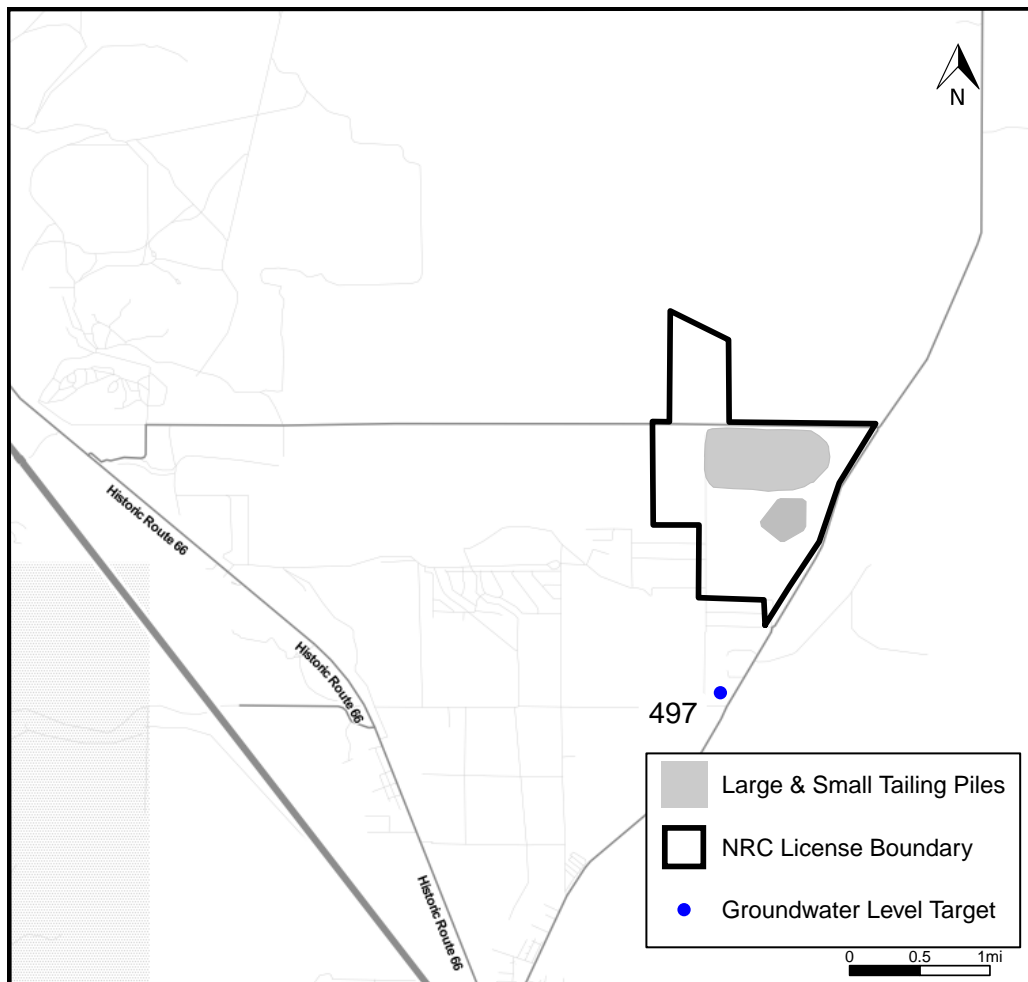 N
Historic Route 66
Historic Route 66
497
Large & Small Tailing Piles
NRC License Boundary
Historic Route 66
Groundwater Level Target
0 0.5 1mi